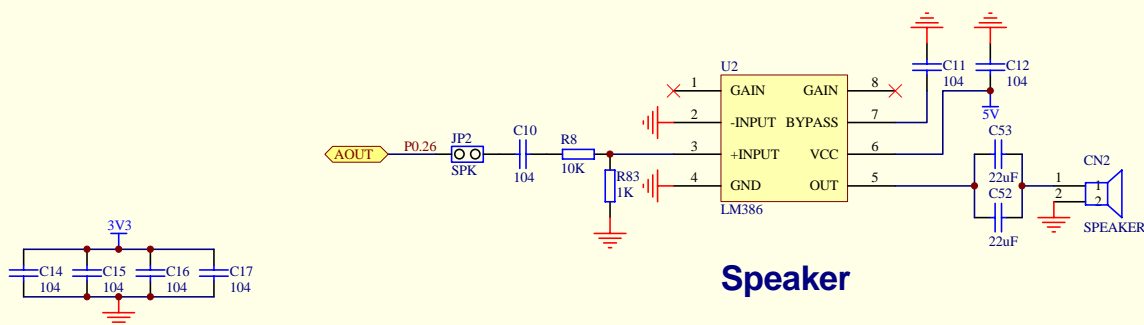 U2
C11
104
C12
104
1
GAIN
GAIN
8
5V
2
-INPUT
BYPASS
7
AOUT
P0.26
JP2
SPK
C10
104
R8
10K
3
+INPUT
VCC
6
R83
1K
4
GND
OUT
5
LM386
C53
22uF
C52
22uF
CN2
1
1
2
2
SPEAKER
3V3
C14
104
C15
104
C16
104
C17
104
Speaker